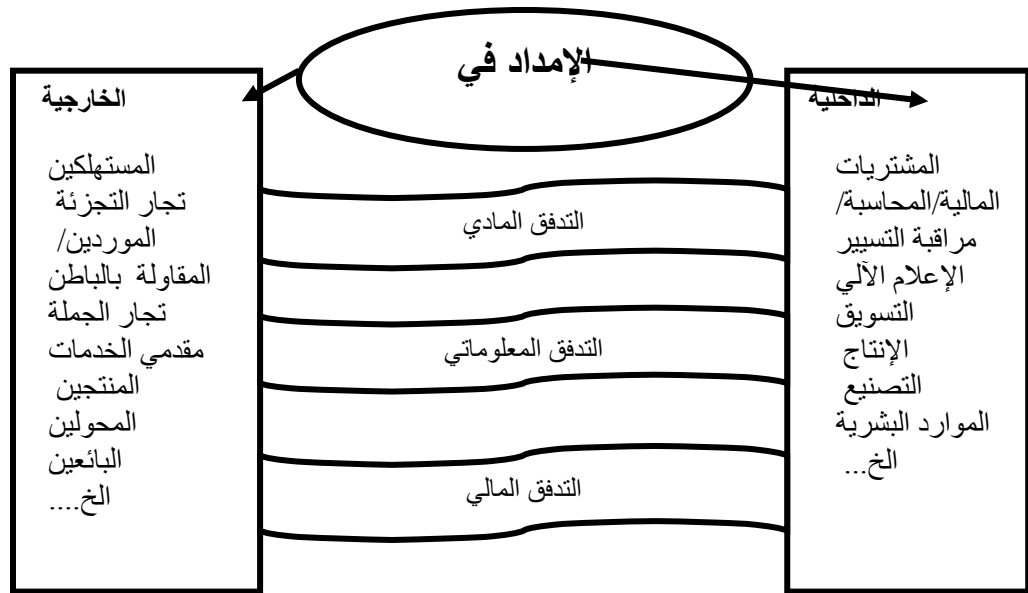 الإمداد في
الداخلية
المشتريات
المالية/المحاسبة/
مراقبة التسيير
الإعلام الآلي
التسويق
الإنتاج
التصنيع
الموارد البشرية
الخ...
التدفق المادي
التدفق المعلوماتي
التدفق المالي
الخارجية
المستهلكين
تجار التجزئة
الموردين/
المقاولة بالباطن
تجار الجملة
مقدمي الخدمات
المنتجين
المحولين
البائعين
الخ....